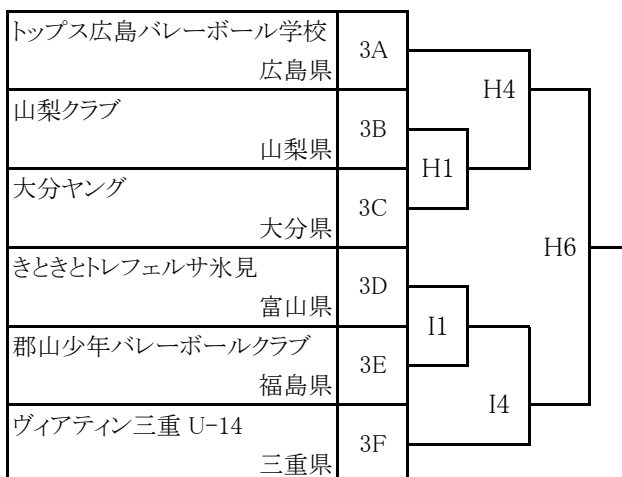 トップス広島バレーボール学校
広島県
3A
山梨クラブ
山梨県
3B
大分ヤング
大分県
3C
きときとトレフェルサ氷見
富山県
3D
郡山少年バレーボールクラブ
福島県
3E
ヴィアティン三重 U-14
三重県
3F
H4
H1
H6
I1
I4